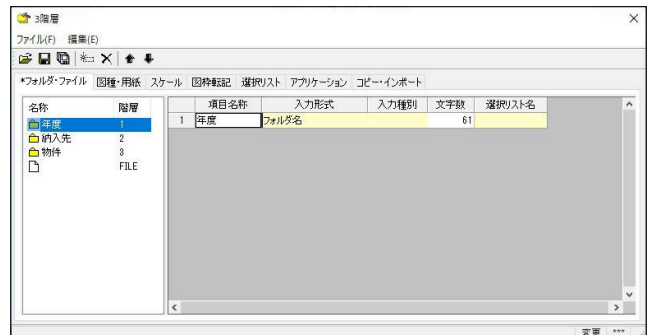 3階層
ファイル(F) 編集(E)
*フォルダ・ファイル 図種・用紙 スケール 図枠転記 選択リスト アプリケーション コピー・インポート
名称 階層
年度 1
納入先 2
物件 3
FILE
項目名称 入力形式 入力種別 文字数 選択リスト名
1 年度 フォルダ名 61
変更 ***